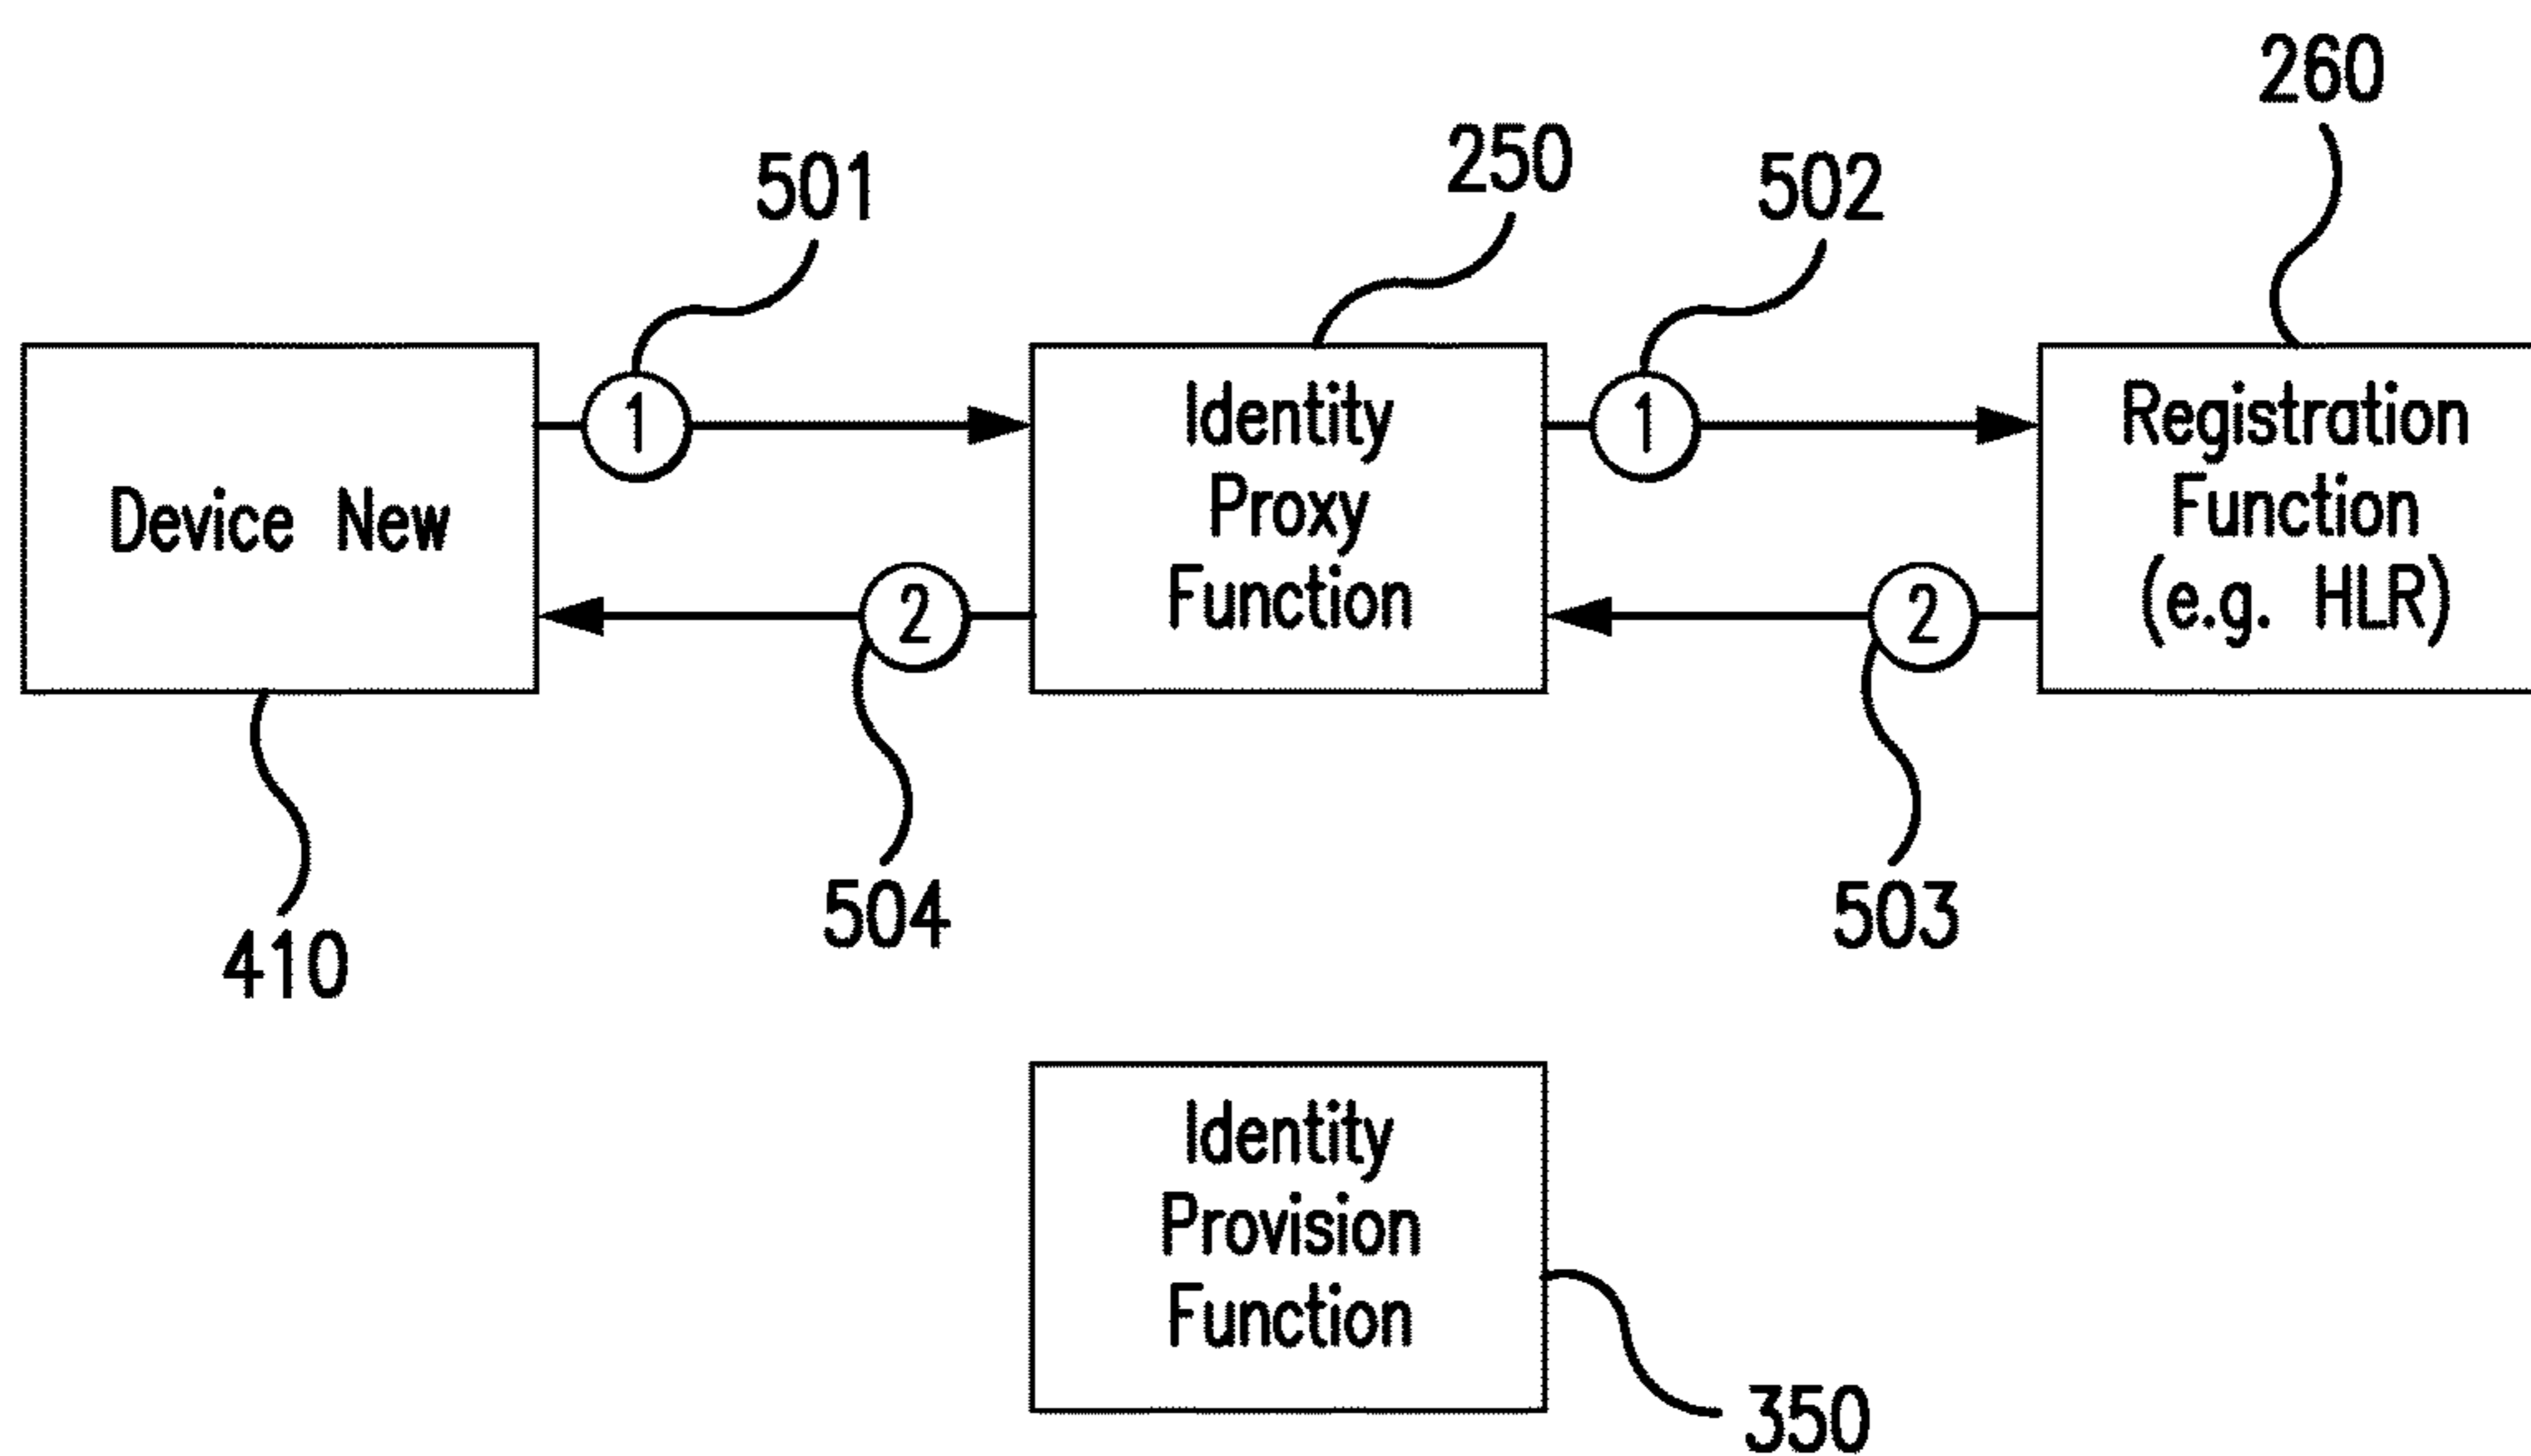 260
250
501
502
Device New
1
Identity
Proxy
Function
1
Registration
Function
(e.g. HLR)
2
2
504
503
410
Identity
Provision
Function
350